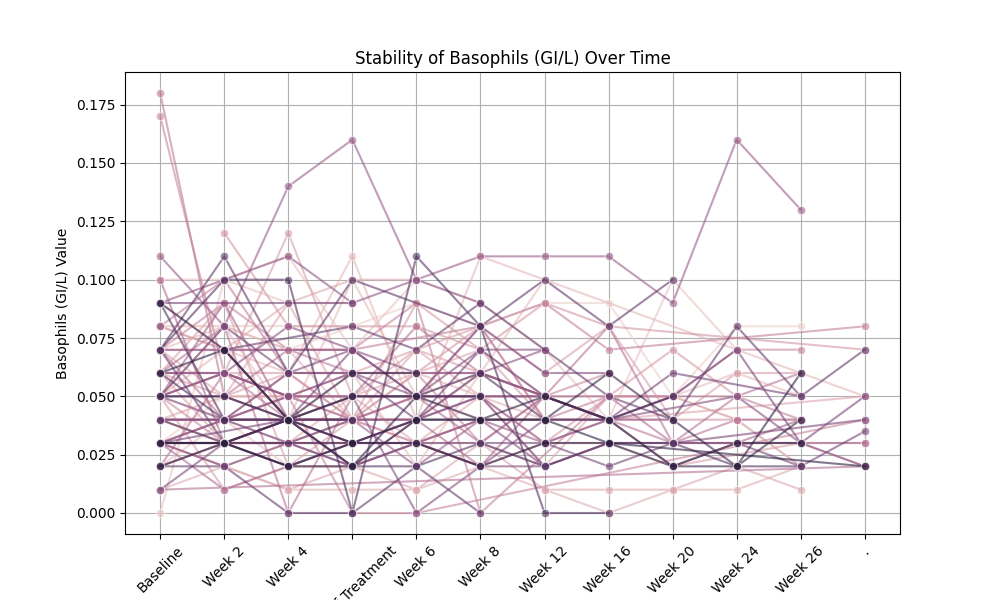 Stability of Basophils (GI/L) Over Time
Basophils (GI/L) Value
0.175
0.150
0.125
0.100
0.075
0.050
0.025
0.000
Baseline
Week 2
Week 4
Treatment
Week 6
Week 8
Week 12
Week 16
Week 20
Week 24
Week 26
.